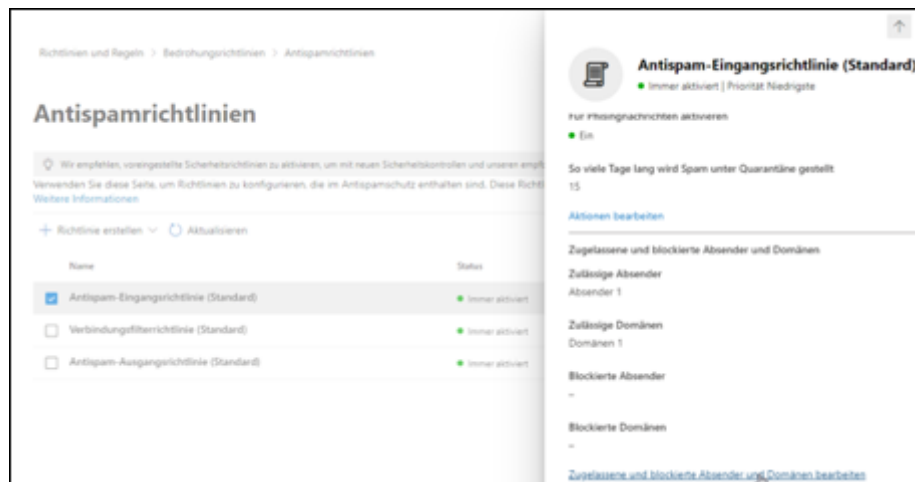 Richtlinien und Regeln > Bedrohungsrichtlinien > Antispamrichtlinien
Antispamrichtlinien
Wir empfehlen, voreingestellte Sicherheitsrichtlinien zu aktivieren, um mit neuen Sicherheitskontrollen und unseren empf
Verwenden Sie diese Seite, um Richtlinien zu konfigurieren, die im Antispamschutz enthalten sind. Diese Richtl
Weitere Informationen
Richtlinie erstellen Aktualisieren
Name Status
Antispam-Eingangsrichtlinie (Standard) Immer aktiviert
Verbindungsfilterrichtlinie (Standard) Immer aktiviert
Antispam-Ausgangsrichtlinie (Standard) Immer aktiviert
Antispam-Eingangsrichtlinie (Standard)
Immer aktiviert | Priorität Niedrigste
Für Phisingnachrichten aktivieren
Ein
So viele Tage lang wird Spam unter Quarantäne gestellt
15
Aktionen bearbeiten
Zugelassene und blockierte Absender und Domänen
Zulässige Absender
Absender 1
Zulässige Domänen
Domänen 1
Blockierte Absender
–
Blockierte Domänen
–
Zugelassene und blockierte Absender und Domänen bearbeiten